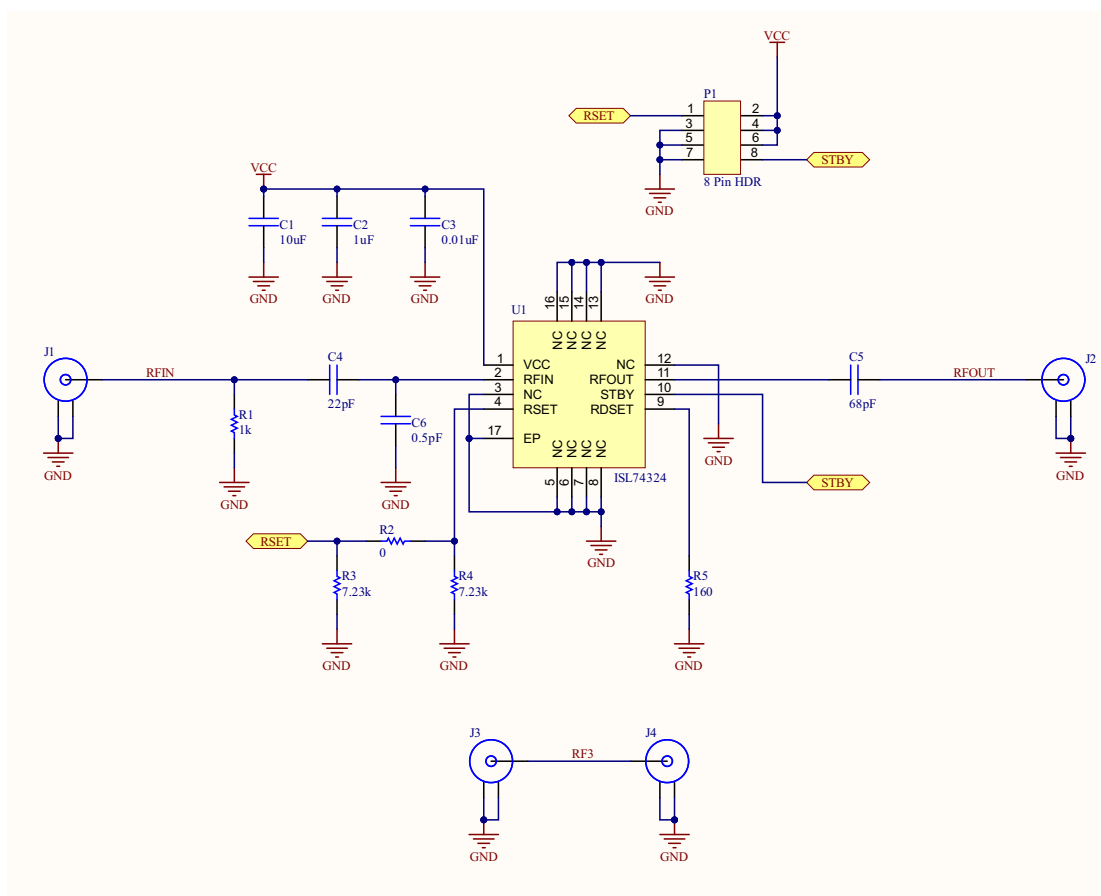 VCC
P1
RSET
1
2
3
4
5
6
7
8
STBY
8 Pin HDR
GND
VCC
C1
10uF
C2
1uF
C3
0.01uF
GND
GND
GND
GND
U1
16
15
14
13
NC
NC
NC
NC
J1
RFIN
C4
22pF
1
VCC
2
RFIN
3
NC
4
RSET
17
EP
NC
12
RFOUT
11
STBY
10
RDSET
9
C5
68pF
RFOUT
J2
R1
1k
C6
0.5pF
NC
NC
NC
NC
5
6
7
8
ISL74324
GND
GND
GND
GND
GND
STBY
RSET
R2
0
GND
R3
7.23k
R4
7.23k
R5
160
GND
GND
GND
J3
RF3
J4
GND
GND